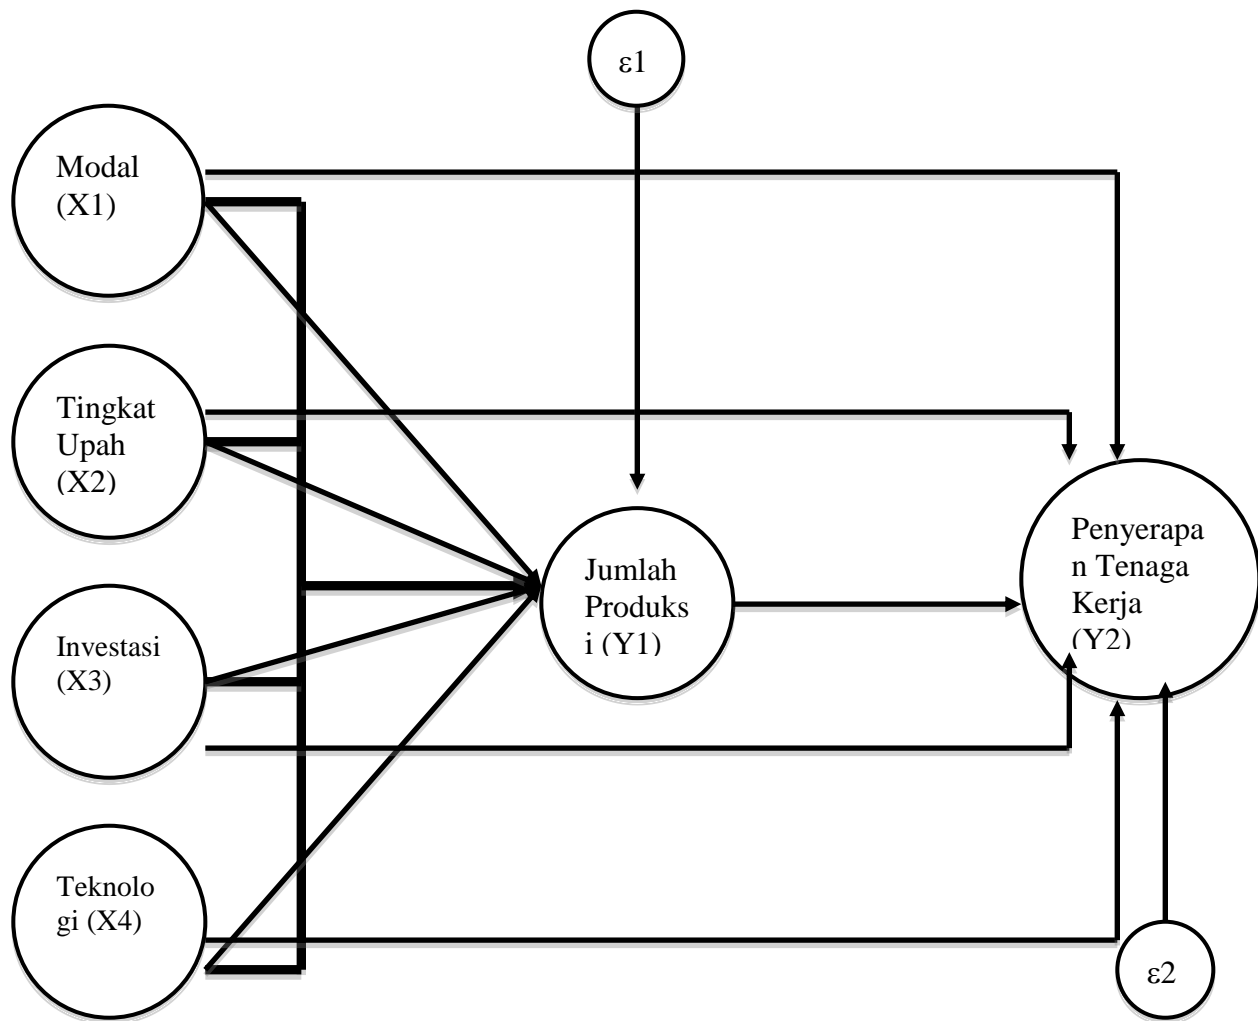 ε1
Modal
(X1)
Tingkat
Upah
(X2)
Investasi
(X3)
Teknolo
gi (X4)
Jumlah
Produks
i (Y1)
Penyerapa
n Tenaga
Kerja
(Y2)
ε2